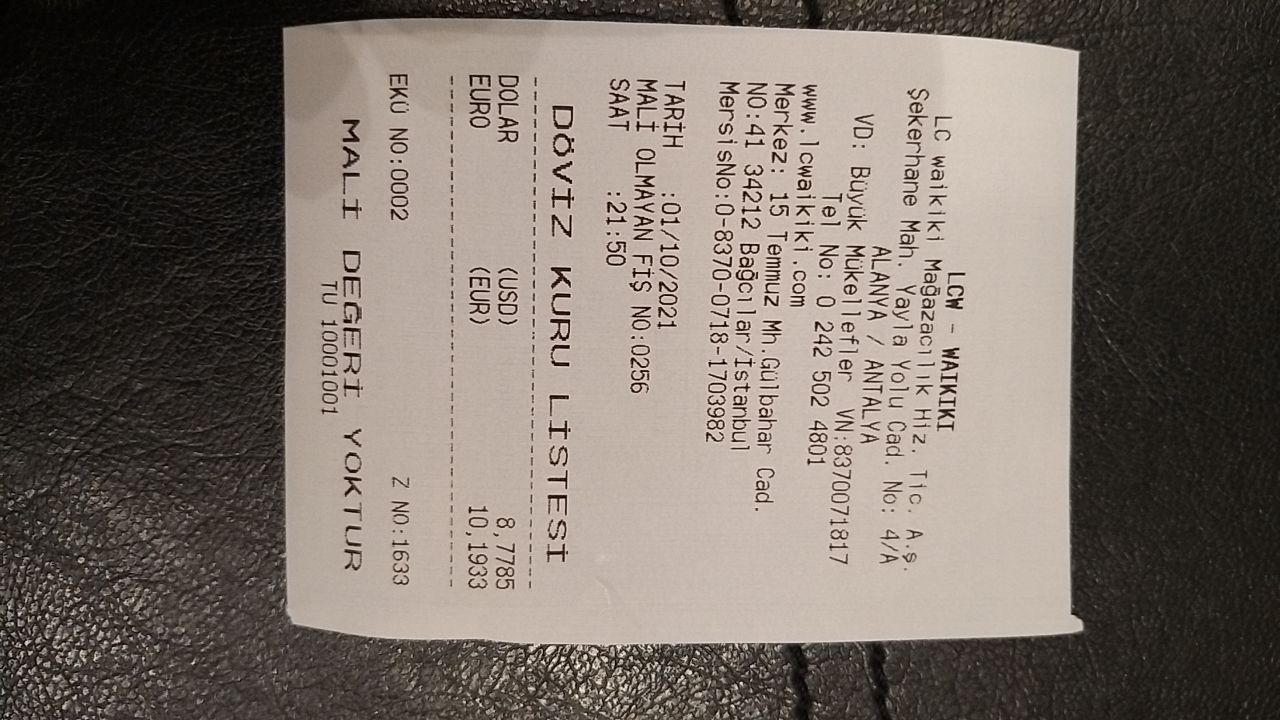 LCW - WAIKIKI
LC waikiki Mağazacılık Hiz. Tic. A.Ş.
Şekerhane Mah. Yayla Yolu Cad. No: 4/A
ALANYA / ANTALYA
VD: Büyük Mükellefler VN:8370071817
Tel No: 0 242 502 4801
www.lcwaikiki.com
Merkez: 15 Temmuz Mh.Gülbahar Cad.
NO:41 34212 Bağcılar/İstanbul
MersisNo:0-8370-0718-1703982
TARİH :01/10/2021
MALİ OLMAYAN FİŞ NO:0256
SAAT :21:50
DÖVİZ KURU LİSTESİ
DOLAR (USD) 8,7785
EURO (EUR) 10,1933
EKÜ NO:0002 Z NO:1633
MALİ DEĞERİ YOKTUR
TU 10001001